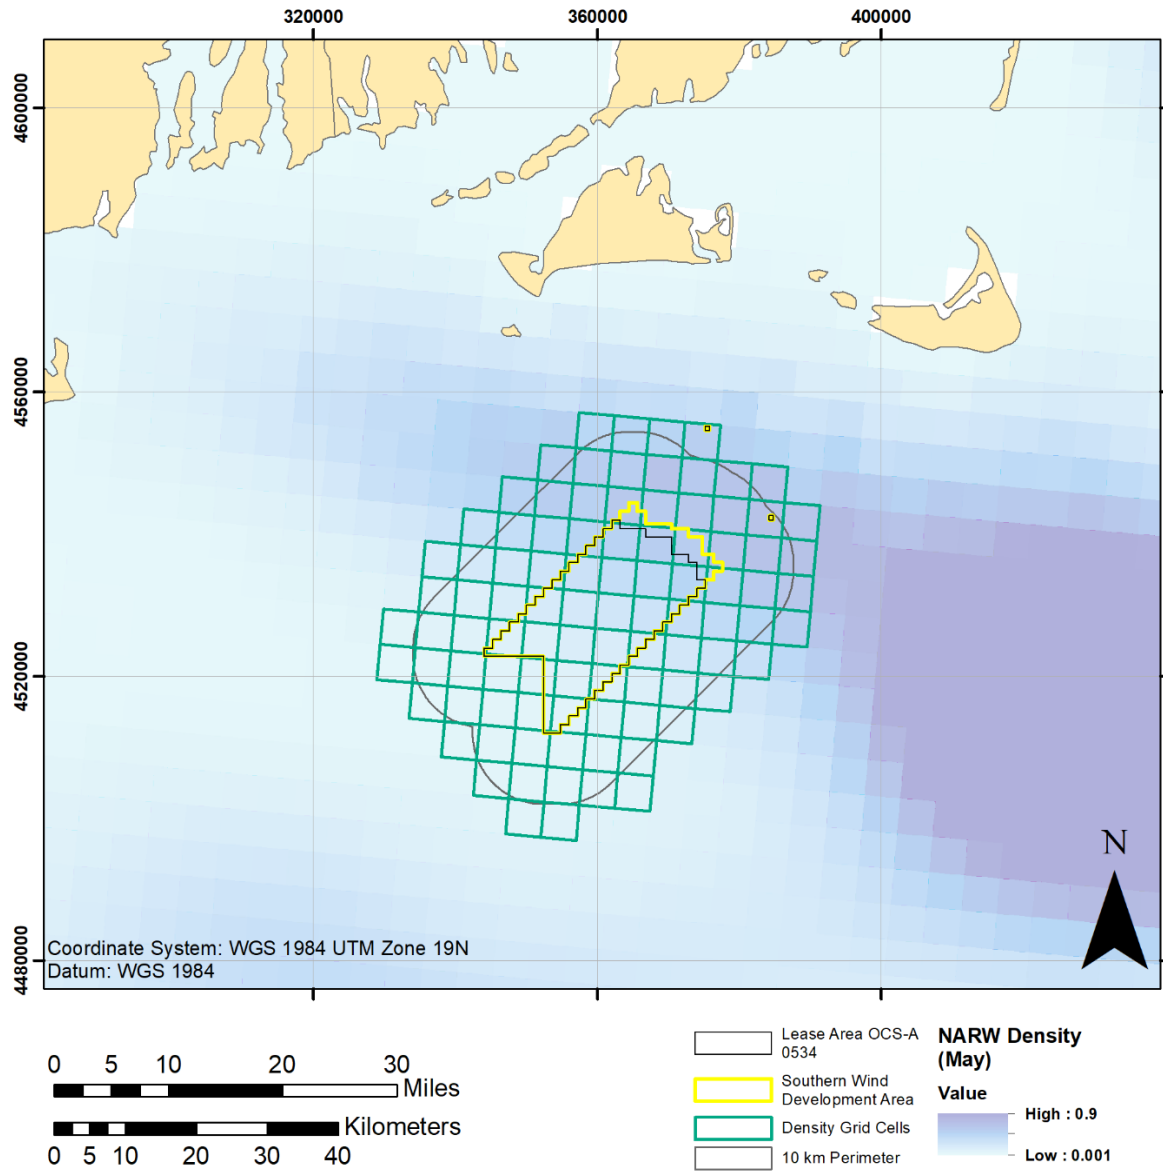 320000 360000 400000
4600000
4560000
4520000
4480000
N
Coordinate System: WGS 1984 UTM Zone 19N
Datum: WGS 1984
0 5 10 20 30
Miles
Kilometers
0 5 10 20 30 40
Lease Area OCS-A
0534
Southern Wind
Development Area
Density Grid Cells
10 km Perimeter
NARW Density
(May)
Value
High : 0.9
Low : 0.001